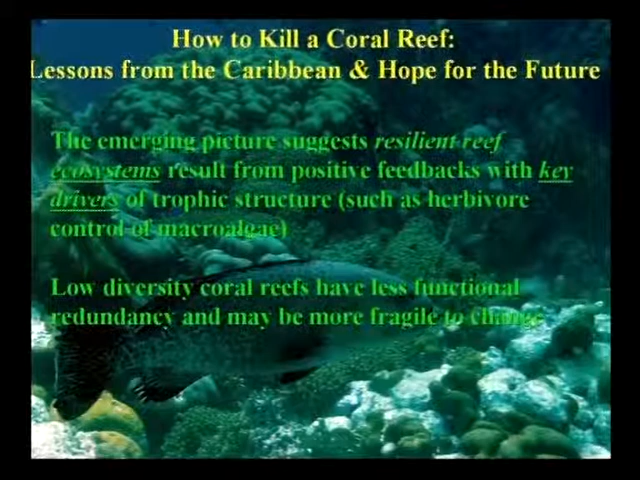 How to Kill a Coral Reef:
Lessons from the Caribbean & Hope for the Future
The emerging picture suggests resilient reef
ecosystems result from positive feedbacks with key
drivers of trophic structure (such as herbivore
control of macroalgae)
Low diversity coral reefs have less functional
redundancy and may be more fragile to change